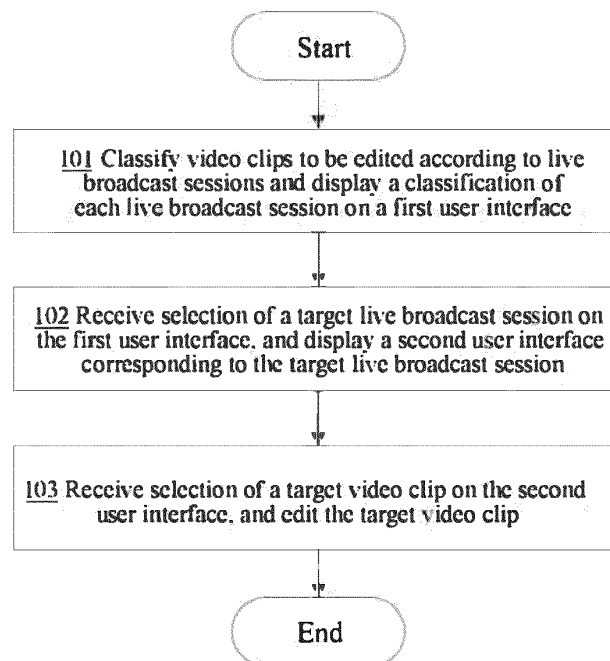 Start
101 Classify video clips to be edited according to live
broadcast sessions and display a classification of
each live broadcast session on a first user interface
102 Receive selection of a target live broadcast session on
the first user interface, and display a second user interface
corresponding to the target live broadcast session
103 Receive selection of a target video clip on the second
user interface, and edit the target video clip
End